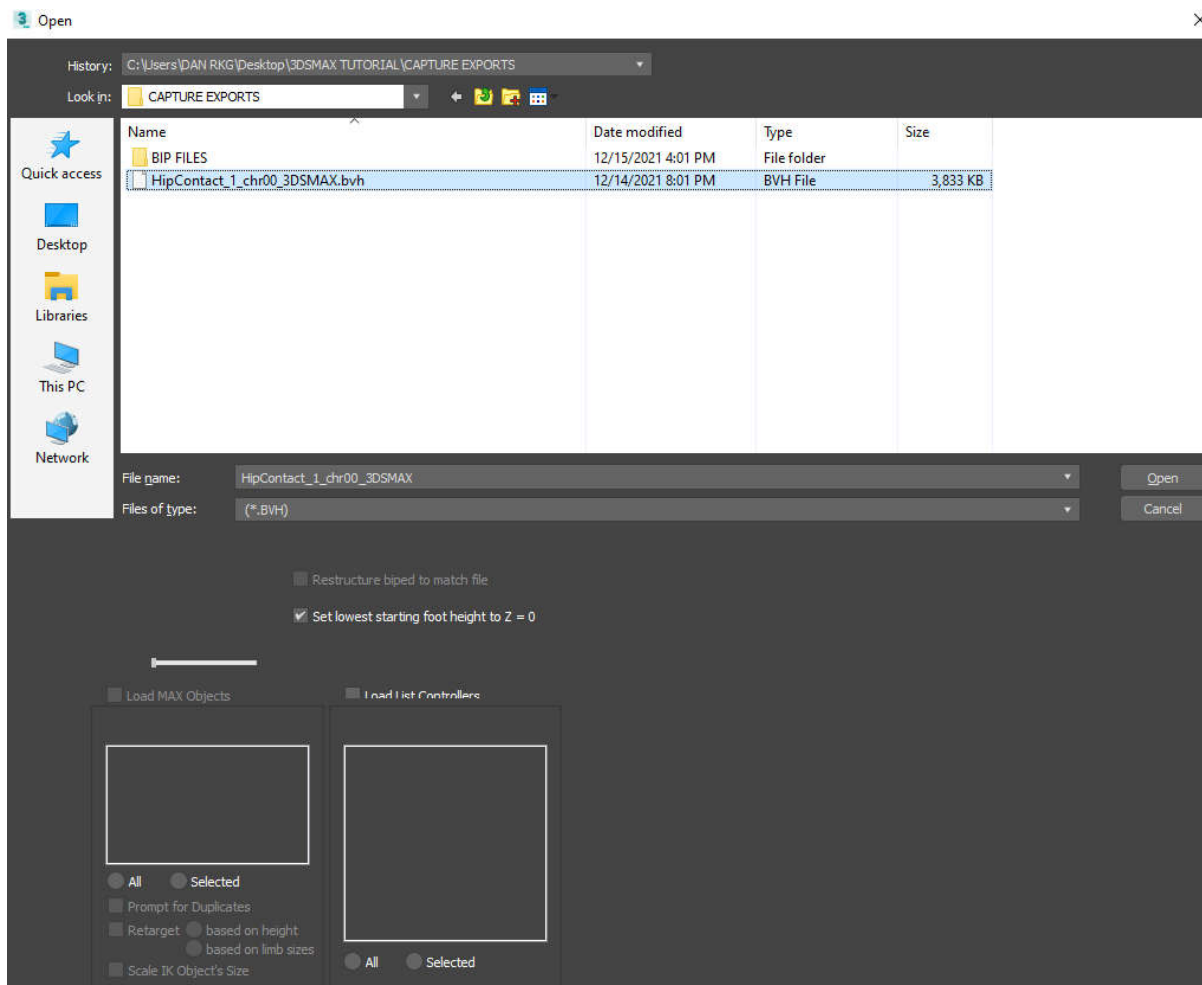 Open
History: C:\Users\DAN RKG\Desktop\3DSMAX TUTORIAL\CAPTURE EXPORTS
Look in: CAPTURE EXPORTS
Name Date modified Type Size
BIP FILES 12/15/2021 4:01 PM File folder
HipContact_1_chr00_3DSMAX.bvh 12/14/2021 8:01 PM BVH File 3,833 KB
Quick access
Desktop
Libraries
This PC
Network
File name: HipContact_1_chr00_3DSMAX Open
Files of type: (*.BVH) Cancel
Restructure biped to match file
Set lowest starting foot height to Z = 0
Load MAX Objects Load List Controllers
All Selected
Prompt for Duplicates
Retarget based on height
based on limb sizes
Scale IK Object's Size
All Selected